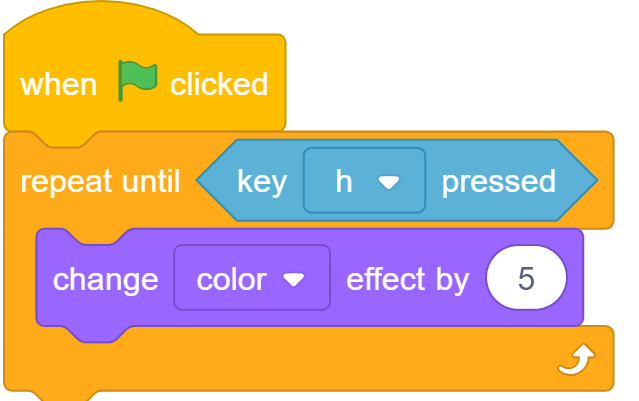 when clicked
repeat until key h pressed
change color effect by 5